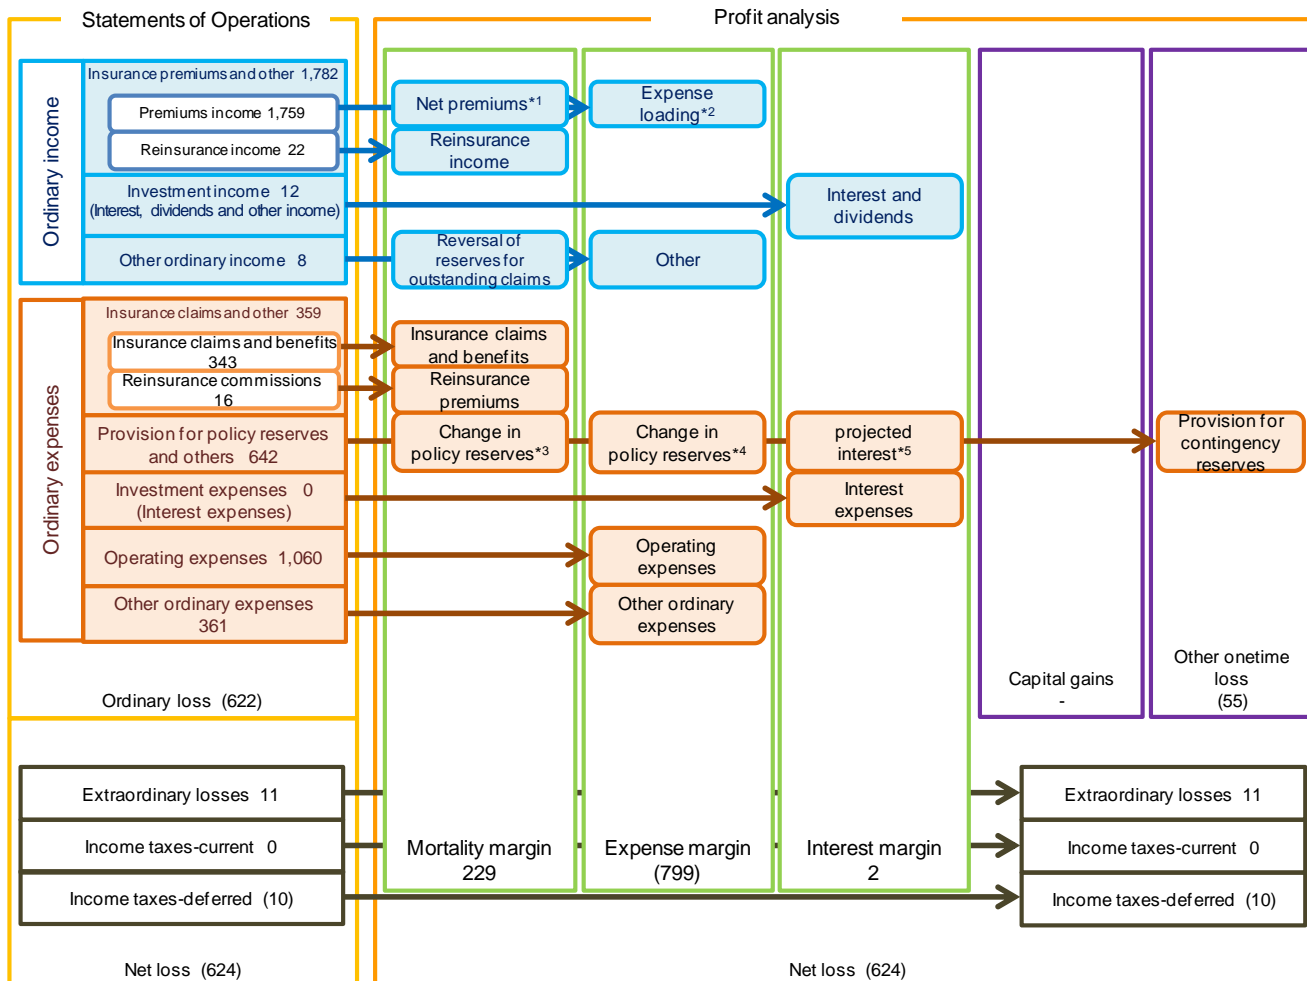 Statements of Operations
Profit analysis
Ordinary income
Insurance premiums and other 1,782
Premiums income 1,759
Reinsurance income 22
Investment income 12
(Interest, dividends and other income)
Other ordinary income 8
Net premiums*1
Expense
loading*2
Reinsurance
income
Interest and
dividends
Reversal of
reserves for
outstanding claims
Other
Ordinary expenses
Insurance claims and other 359
Insurance claims and benefits
343
Reinsurance commissions
16
Provision for policy reserves
and others 642
Investment expenses 0
(Interest expenses)
Operating expenses 1,060
Other ordinary expenses
361
Insurance claims
and benefits
Reinsurance
premiums
Change in
policy reserves*3
Change in
policy reserves*4
projected
interest*5
Provision for
contingency
reserves
Interest
expenses
Operating
expenses
Other ordinary
expenses
Ordinary loss (622)
Capital gains
-
Other onetime
loss
(55)
Extraordinary losses 11
Income taxes-current 0
Income taxes-deferred (10)
Mortality margin
229
Expense margin
(799)
Interest margin
2
Extraordinary losses 11
Income taxes-current 0
Income taxes-deferred (10)
Net loss (624)
Net loss (624)